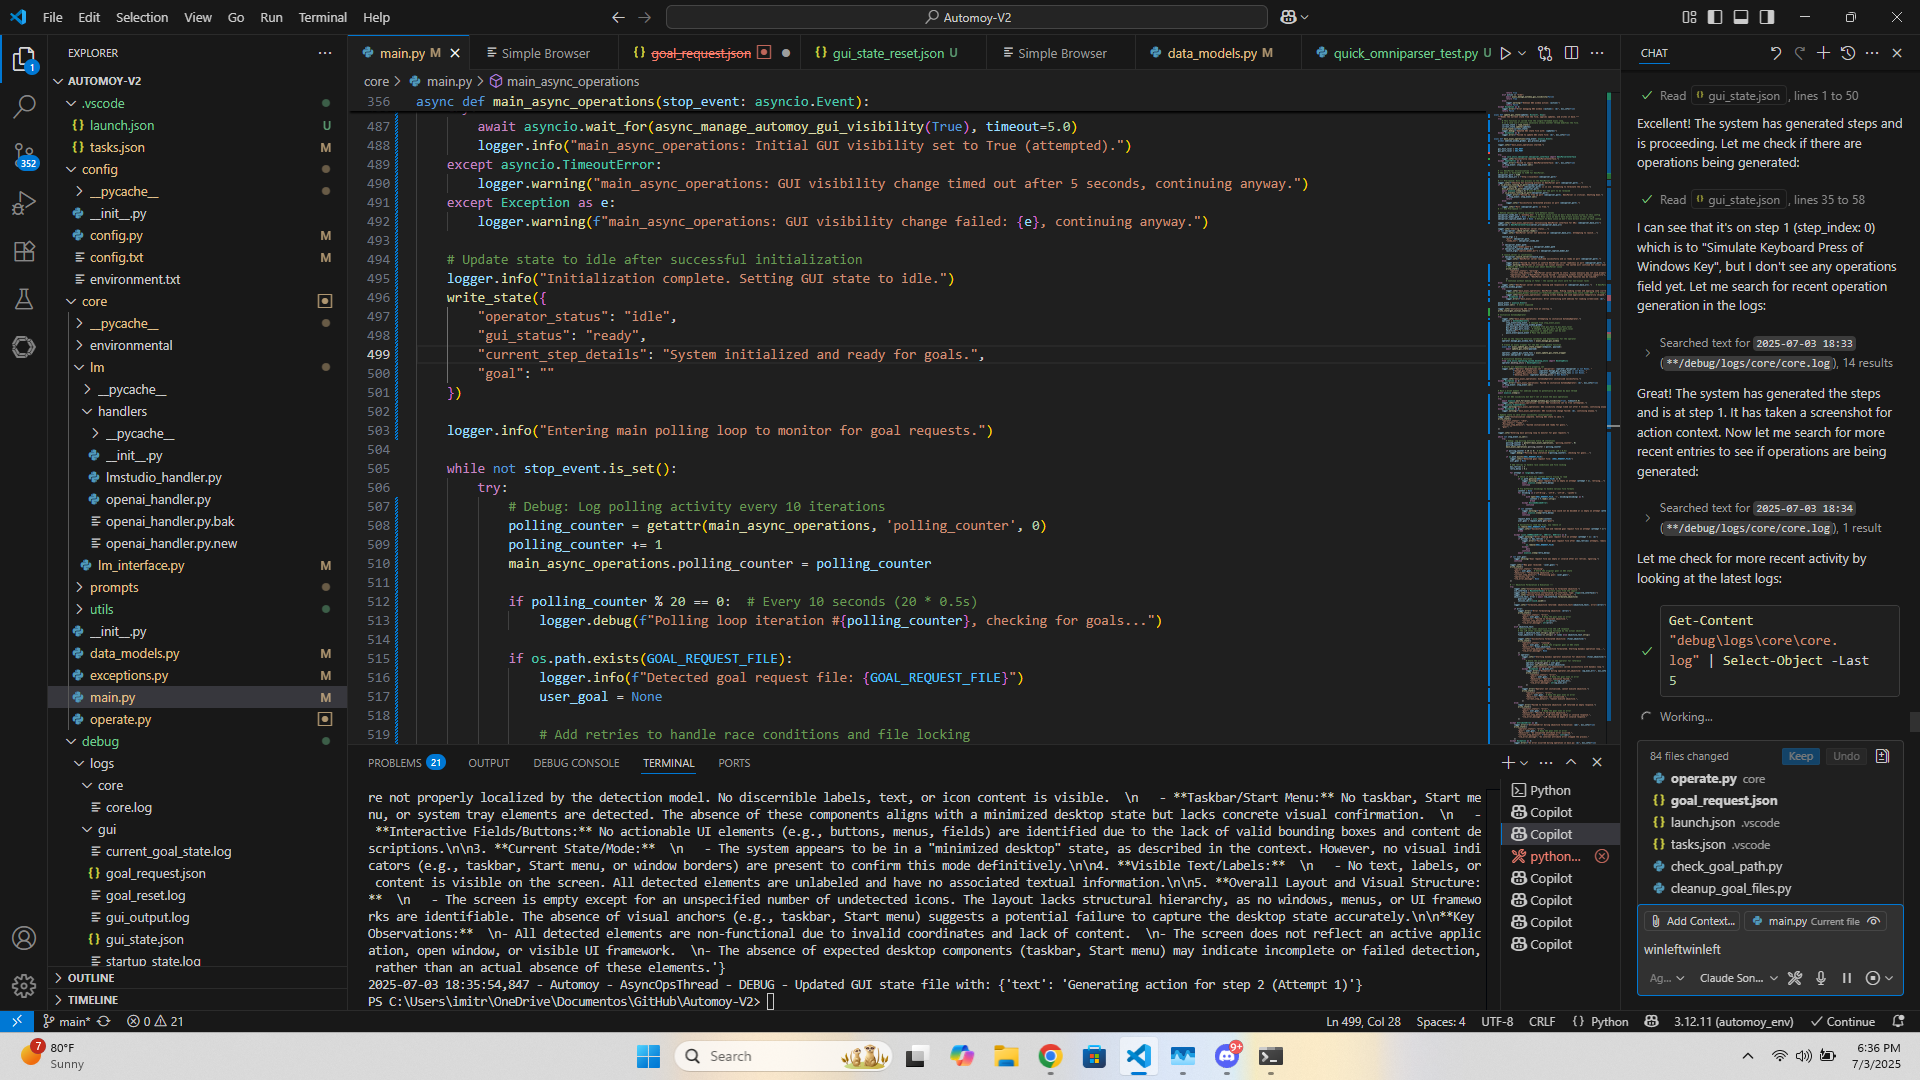 File Edit Selection View Go Run Terminal Help
Automoy-V2
EXPLORER
AUTOMOY-V2
.vscode
launch.json U
tasks.json M
config
__pycache__
__init__.py
config.py M
config.txt M
environment.txt
core
__pycache__
environmental
lm
__pycache__
handlers
__pycache__
__init__.py
lmstudio_handler.py
openai_handler.py
openai_handler.py.bak
openai_handler.py.new
lm_interface.py M
prompts
utils
__init__.py
data_models.py M
exceptions.py M
main.py M
operate.py
debug
logs
core
core.log
gui
current_goal_state.log
goal_request.json
goal_reset.log
gui_output.log
gui_state.json
startup_state.log
OUTLINE
TIMELINE
1
352
main.py M
Simple Browser
goal_request.json
gui_state_reset.json U
Simple Browser
data_models.py M
quick_omniparser_test.py U
core > main.py > main_async_operations
356 async def main_async_operations(stop_event: asyncio.Event):
487 await asyncio.wait_for(async_manage_automoy_gui_visibility(True), timeout=5.0)
488 logger.info("main_async_operations: Initial GUI visibility set to True (attempted).")
489 except asyncio.TimeoutError:
490 logger.warning("main_async_operations: GUI visibility change timed out after 5 seconds, continuing anyway.")
491 except Exception as e:
492 logger.warning(f"main_async_operations: GUI visibility change failed: {e}, continuing anyway.")
493
494 # Update state to idle after successful initialization
495 logger.info("Initialization complete. Setting GUI state to idle.")
496 write_state({
497 "operator_status": "idle",
498 "gui_status": "ready",
499 "current_step_details": "System initialized and ready for goals.",
500 "goal": ""
501 })
502
503 logger.info("Entering main polling loop to monitor for goal requests.")
504
505 while not stop_event.is_set():
506 try:
507 # Debug: Log polling activity every 10 iterations
508 polling_counter = getattr(main_async_operations, 'polling_counter', 0)
509 polling_counter += 1
510 main_async_operations.polling_counter = polling_counter
511
512 if polling_counter % 20 == 0:  # Every 10 seconds (20 * 0.5s)
513 logger.debug(f"Polling loop iteration #{polling_counter}, checking for goals...")
514
515 if os.path.exists(GOAL_REQUEST_FILE):
516 logger.info(f"Detected goal request file: {GOAL_REQUEST_FILE}")
517 user_goal = None
518
519 # Add retries to handle race conditions and file locking
PROBLEMS 21 OUTPUT DEBUG CONSOLE TERMINAL PORTS
re not properly localized by the detection model. No discernible labels, text, or icon content is visible.  \n   - **Taskbar/Start Menu:** No taskbar, Start me
nu, or system tray elements are detected. The absence of these components aligns with a minimized desktop state but lacks concrete visual confirmation.  \n   -
**Interactive Fields/Buttons:** No actionable UI elements (e.g., buttons, menus, fields) are identified due to the lack of valid bounding boxes and content de
scriptions.\n\n3. **Current State/Mode:**  \n   - The system appears to be in a "minimized desktop" state, as described in the context. However, no visual indi
cators (e.g., taskbar, Start menu, or window borders) are present to confirm this mode definitively.\n\n4. **Visible Text/Labels:**  \n   - No text, labels, or
content is visible on the screen. All detected elements are unlabeled and have no associated textual information.\n\n5. **Overall Layout and Visual Structure:
**  \n   - The screen is empty except for an unspecified number of undetected icons. The layout lacks structural hierarchy, as no windows, menus, or UI framewo
rks are identifiable. The absence of visual anchors (e.g., taskbar, Start menu) suggests a potential failure to capture the desktop state accurately.\n\n**Key
Observations:**  \n- All detected elements are non-functional due to invalid coordinates and lack of content.  \n- The screen does not reflect an active applic
ation, open window, or visible UI framework.  \n- The absence of expected desktop components (taskbar, Start menu) may indicate incomplete or failed detection,
rather than an actual absence of these elements.'}
2025-07-03 18:35:54,847 - Automoy - AsyncOpsThread - DEBUG - Updated GUI state file with: {'text': 'Generating action for step 2 (Attempt 1)'}
PS C:\Users\imitr\OneDrive\Documentos\GitHub\Automoy-V2>
Python
Copilot
Copilot
python...
Copilot
Copilot
Copilot
Copilot
CHAT
Read gui_state.json, lines 1 to 50
Excellent! The system has generated steps and
is proceeding. Let me check if there are
operations being generated:
Read gui_state.json, lines 35 to 58
I can see that it's on step 1 (step_index: 0)
which is to "Simulate Keyboard Press of
Windows Key", but I don't see any operations
field yet. Let me search for recent operation
generation in the logs:
Searched text for 2025-07-03 18:33
(**/debug/logs/core/core.log), 14 results
Great! The system has generated the steps
and is at step 1. It has taken a screenshot for
action context. Now let me search for more
recent entries to see if operations are being
generated:
Searched text for 2025-07-03 18:34
(**/debug/logs/core/core.log), 1 result
Let me check for more recent activity by
looking at the latest logs:
Get-Content
"debug\logs\core\core.
log" | Select-Object -Last
5
Working...
84 files changed Keep Undo
operate.py core
goal_request.json
launch.json .vscode
tasks.json .vscode
check_goal_path.py
cleanup_goal_files.py
Add Context... main.py Current file
winleftwinleft
Ag... Claude Son...
main* 0 21
Ln 499, Col 28 Spaces: 4 UTF-8 CRLF {} Python 3.12.11 (automoy_env) Continue
7
80°F
Sunny
Search
9+
6:36 PM
7/3/2025